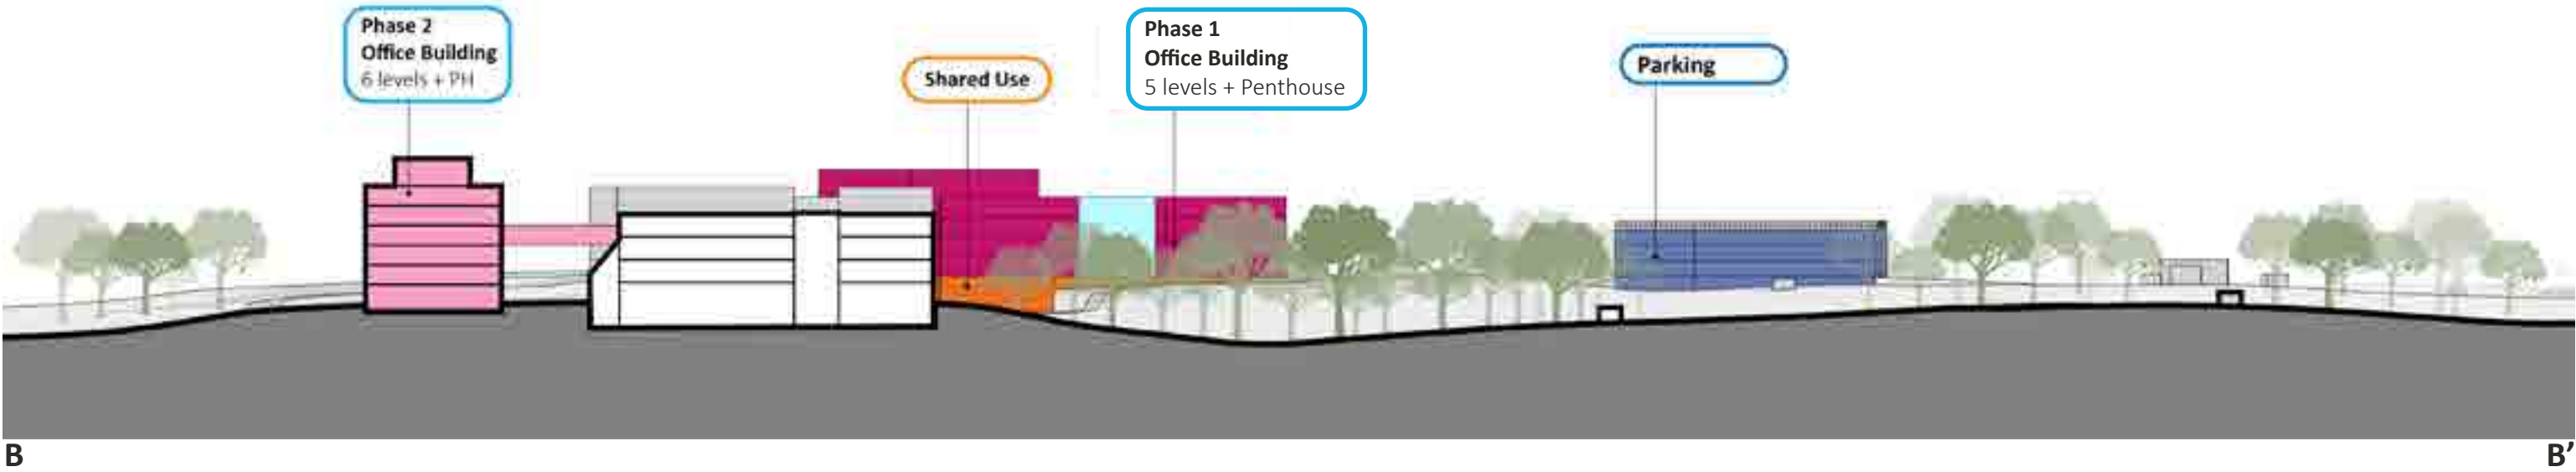 Phase 2
Office Building
6 levels + PH
Shared Use
Phase 1
Office Building
5 levels + Penthouse
Parking
B
B’